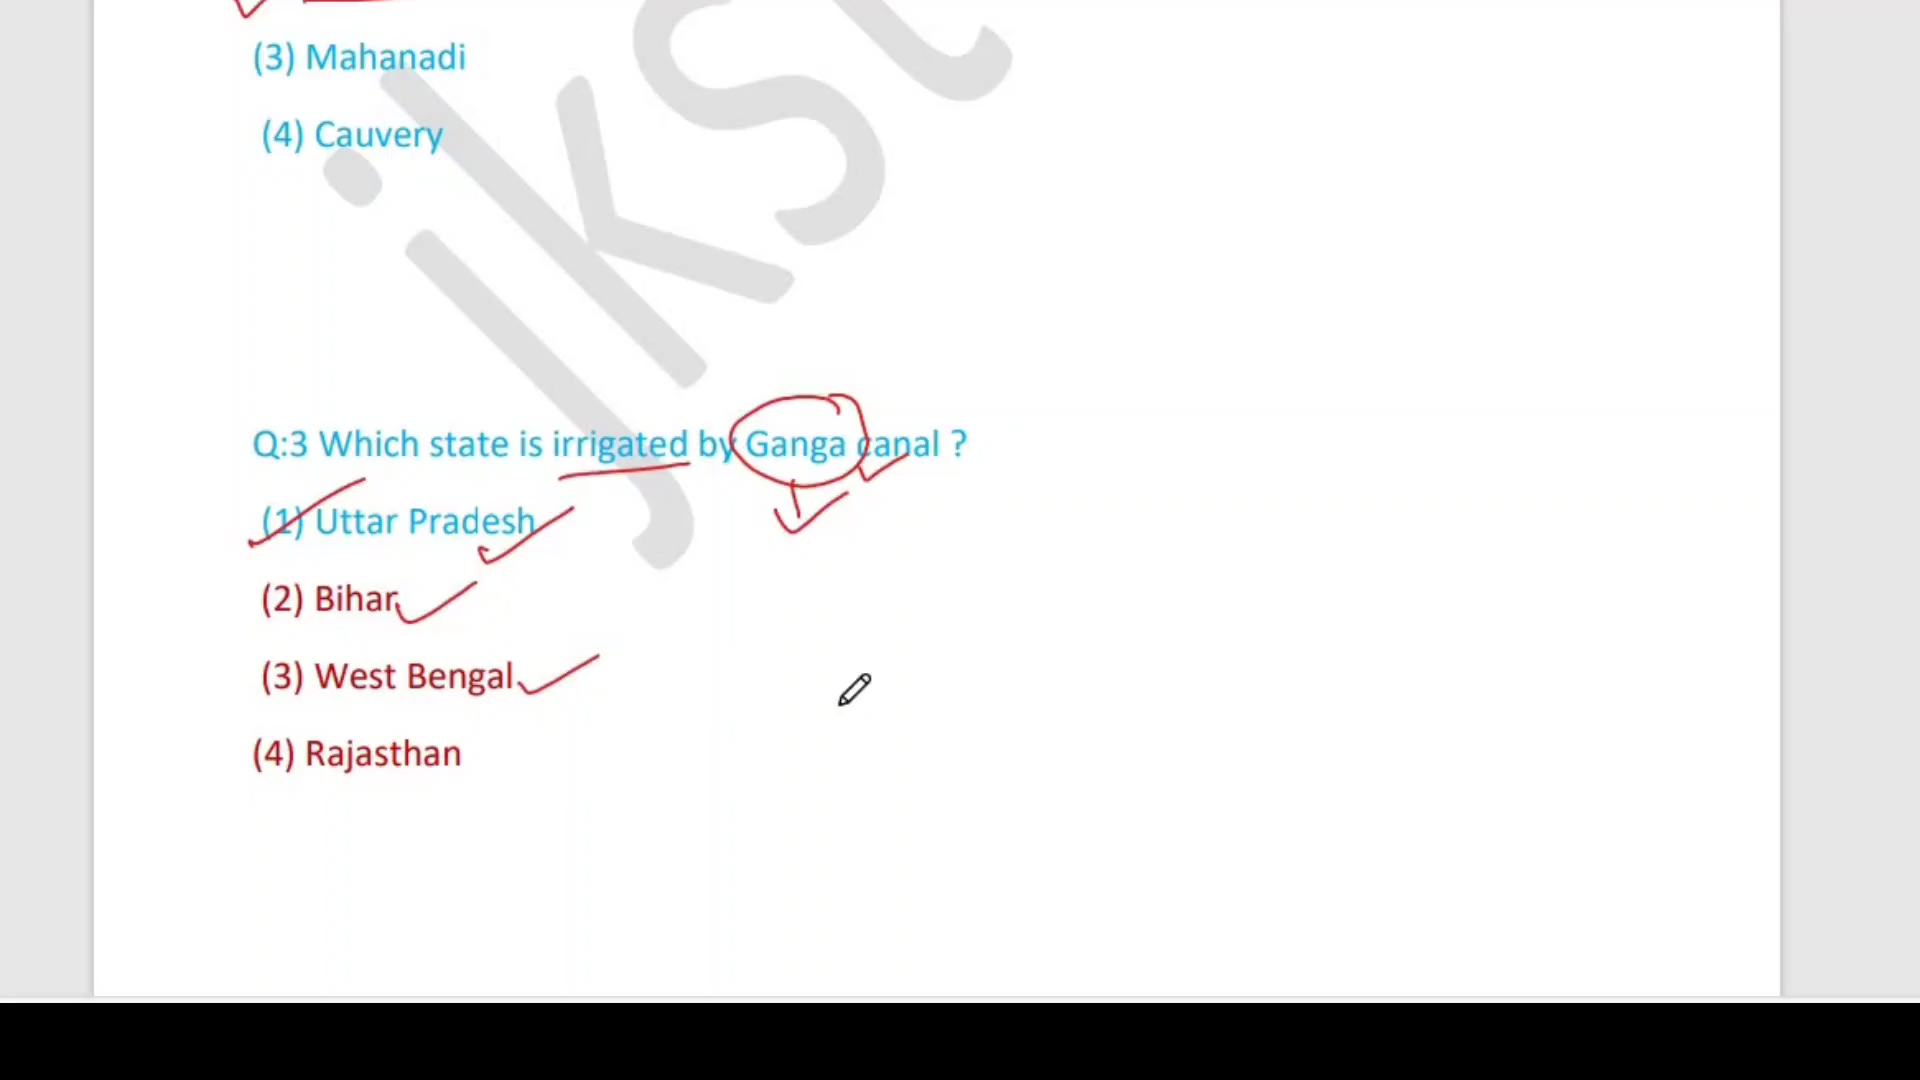 (3) Mahanadi
(4) Cauvery
jkst
Q:3 Which state is irrigated by Ganga canal ?
(1) Uttar Pradesh
(2) Bihar
(3) West Bengal
(4) Rajasthan